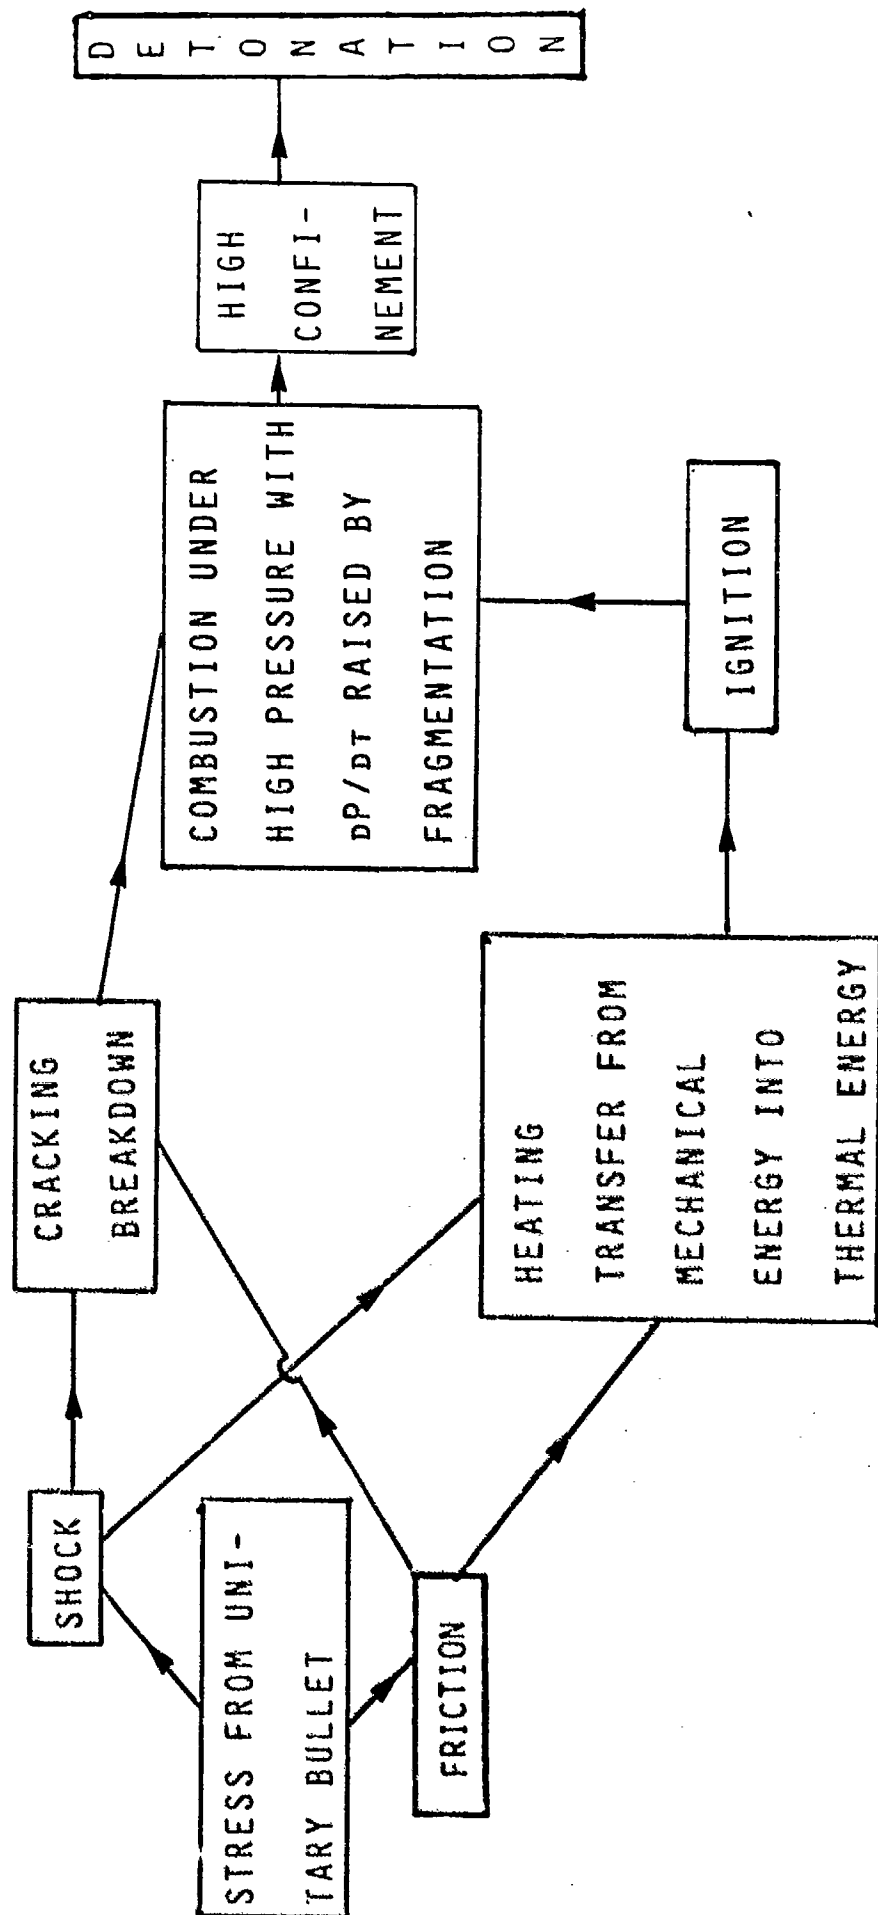 STRESS FROM UNI-
TARY BULLET
SHOCK
FRICTION
CRACKING
BREAKDOWN
HEATING
TRANSFER FROM
MECHANICAL
ENERGY INTO
THERMAL ENERGY
IGNITION
COMBUSTION UNDER
HIGH PRESSURE WITH
DP/DT RAISED BY
FRAGMENTATION
HIGH
CONFI-
NEMENT
DETONATION